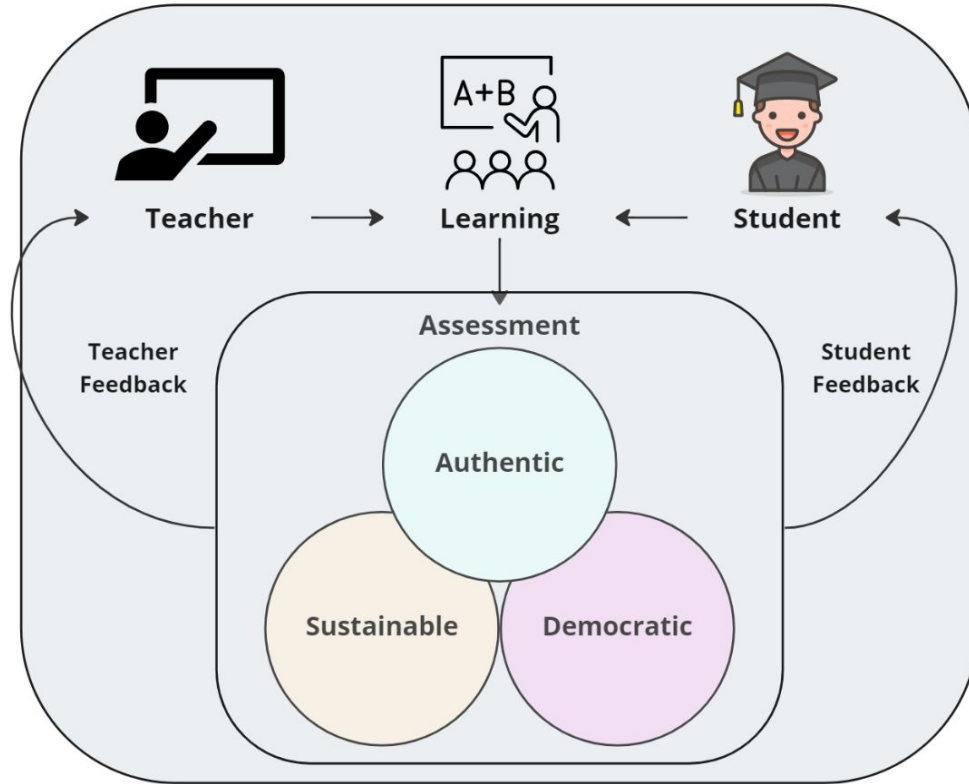 A+B
Teacher
Learning
Student
Assessment
Teacher
Feedback
Student
Feedback
Authentic
Sustainable
Democratic